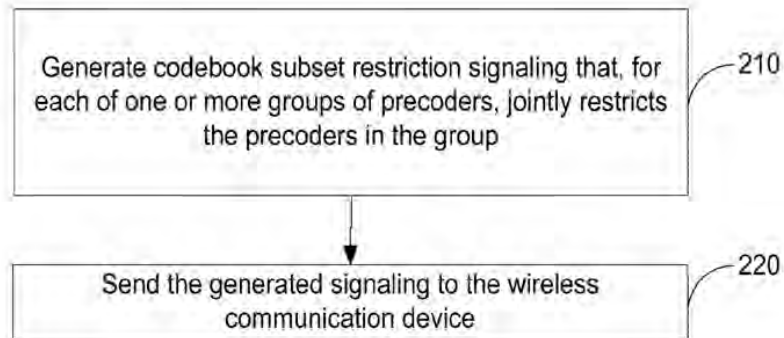 Generate codebook subset restriction signaling that, for
each of one or more groups of precoders, jointly restricts
the precoders in the group
210
Send the generated signaling to the wireless
communication device
220